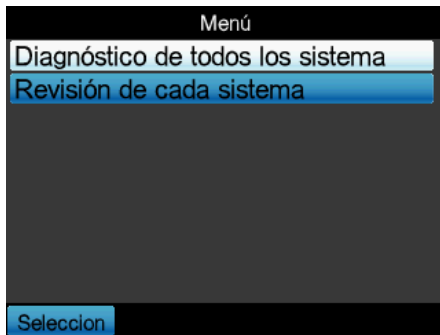 Menú
Diagnóstico de todos los sistema
Revisión de cada sistema
Seleccion